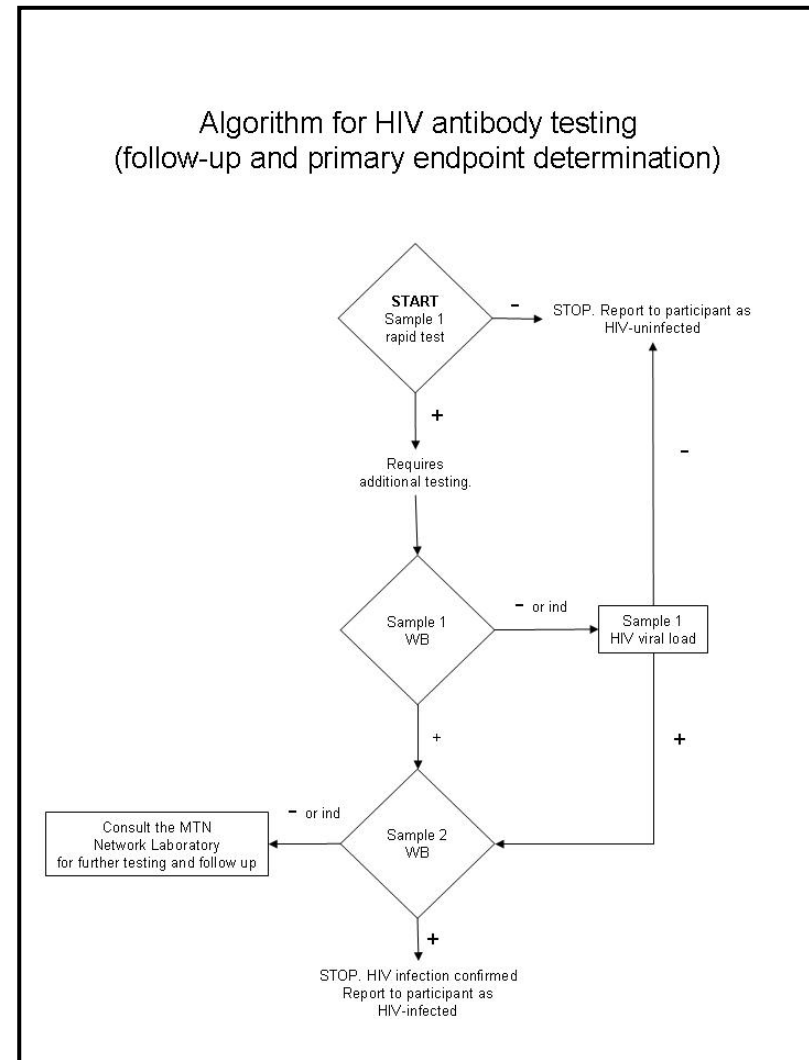 Algorithm for HIV antibody testing
(follow-up and primary endpoint determination)
START
Sample 1
rapid test
-
STOP. Report to participant as
HIV-uninfected
+
Requires
additional testing.
-
Sample 1
WB
- or ind
Sample 1
HIV viral load
+
+
Sample 2
WB
- or ind
Consult the MTN
Network Laboratory
for further testing and follow up
+
STOP. HIV infection confirmed
Report to participant as
HIV-infected